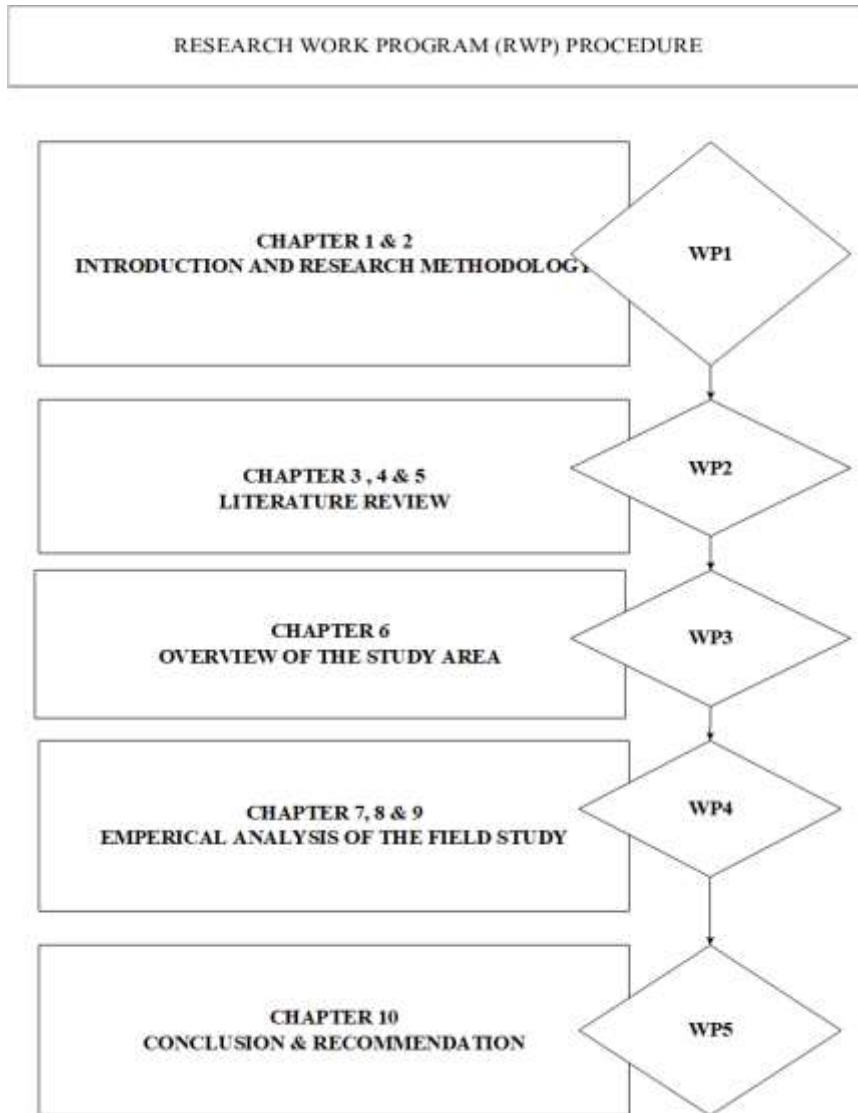 RESEARCH WORK PROGRAM (RWP) PROCEDURE
CHAPTER 1 & 2
INTRODUCTION AND RESEARCH METHODOLOGY
WP1
CHAPTER 3 , 4 & 5
LITERATURE REVIEW
WP2
CHAPTER 6
OVERVIEW OF THE STUDY AREA
WP3
CHAPTER 7, 8 & 9
EMPERICAL ANALYSIS OF THE FIELD STUDY
WP4
CHAPTER 10
CONCLUSION & RECOMMENDATION
WP5